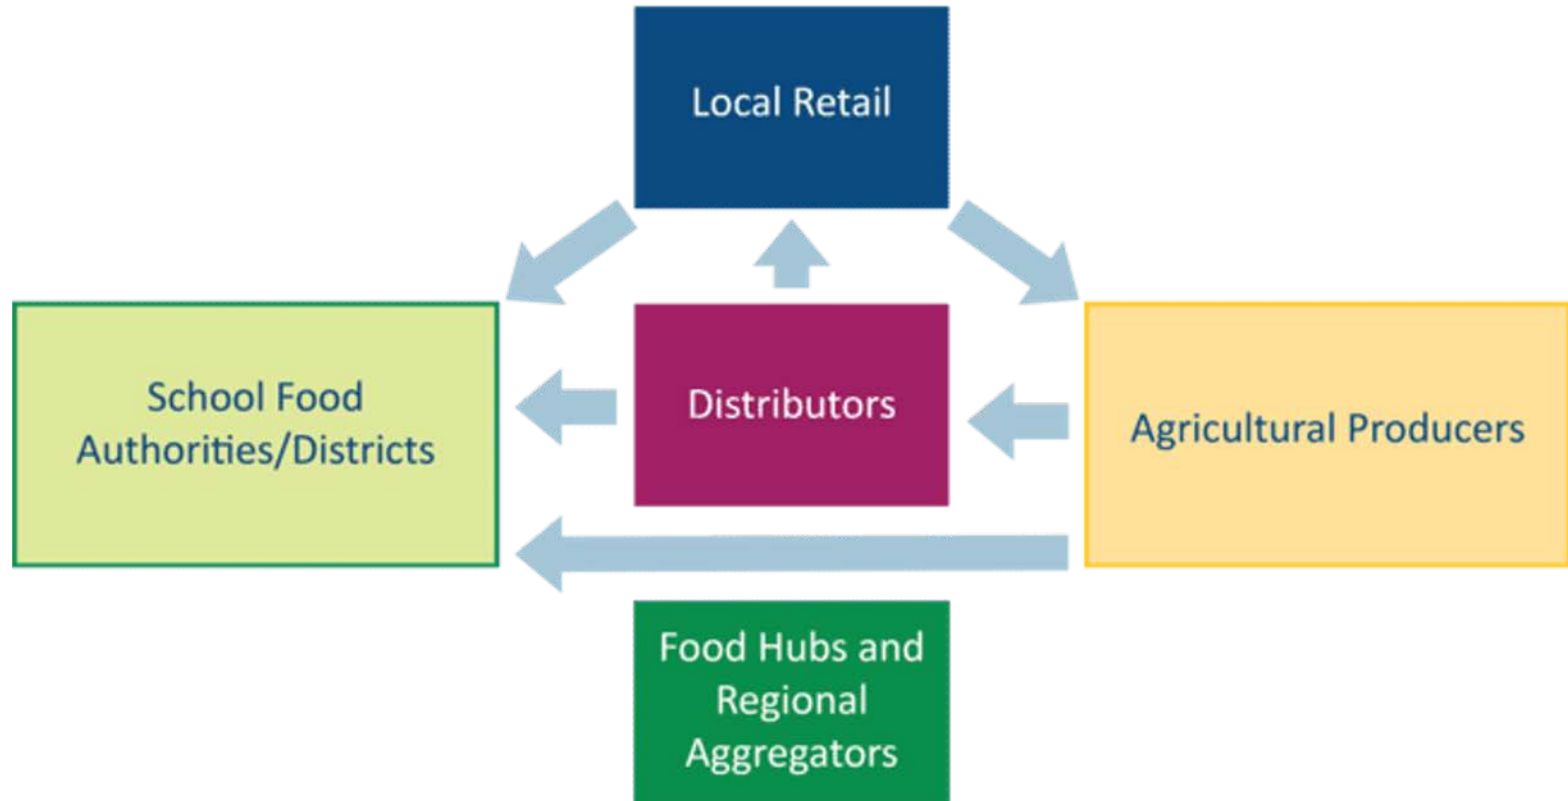 Local Retail
School Food
Authorities/Districts
Distributors
Agricultural Producers
Food Hubs and
Regional
Aggregators